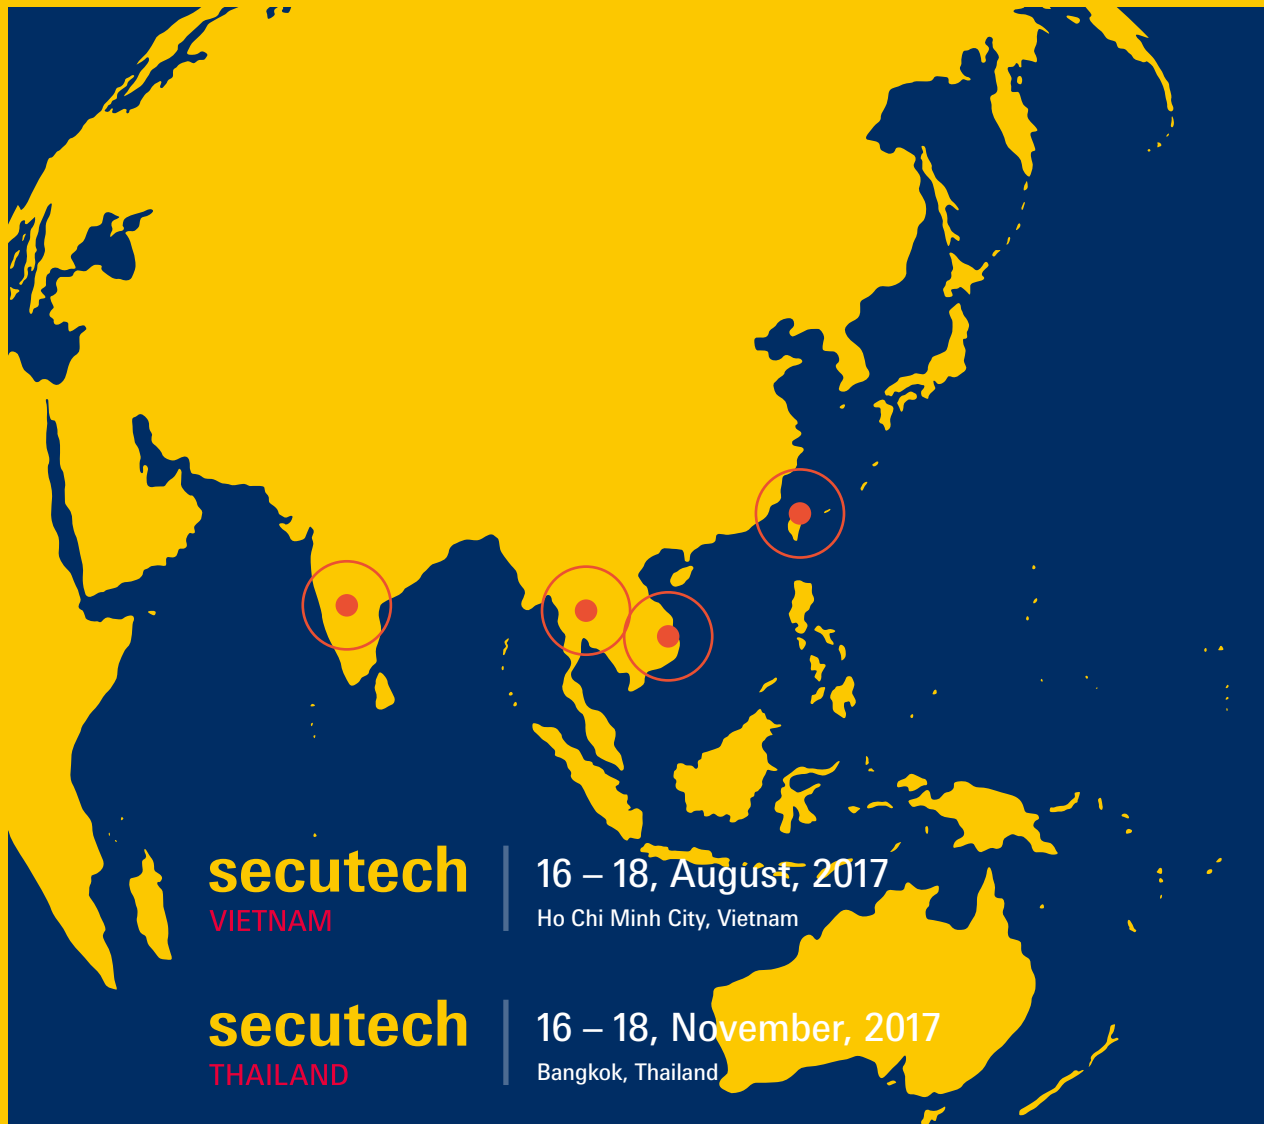 secutech
VIETNAM
16 – 18, August, 2017
Ho Chi Minh City, Vietnam
secutech
THAILAND
16 – 18, November, 2017
Bangkok, Thailand